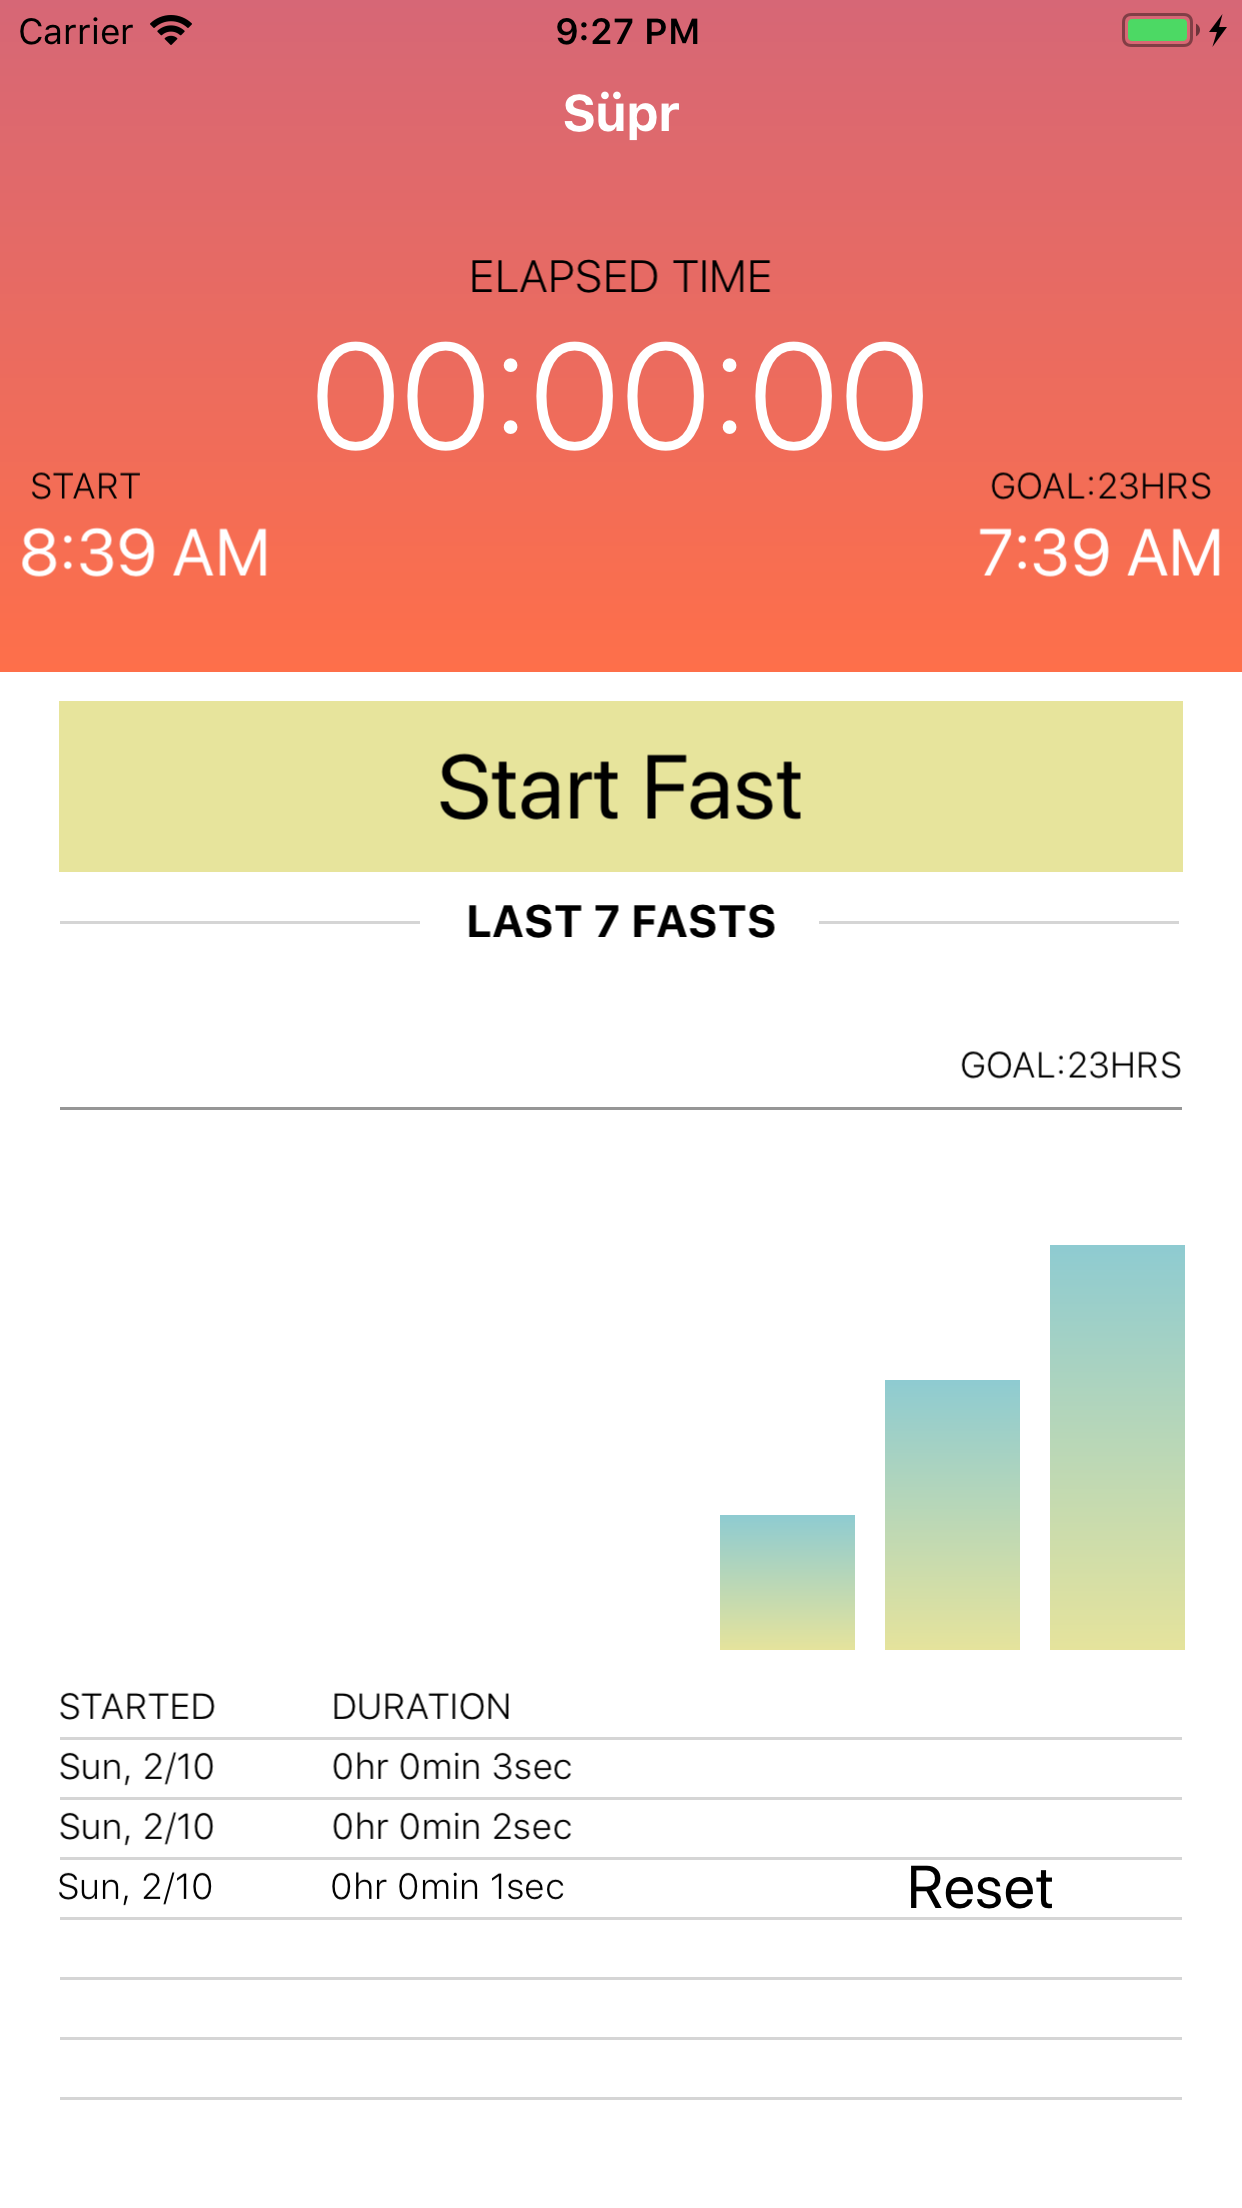 Carrier 9:27 PM
Süpr
ELAPSED TIME
00:00:00
START GOAL:23HRS
8:39 AM 7:39 AM
Start Fast
LAST 7 FASTS
GOAL:23HRS
STARTED DURATION
Sun, 2/10 0hr 0min 3sec
Sun, 2/10 0hr 0min 2sec
Sun, 2/10 0hr 0min 1sec Reset